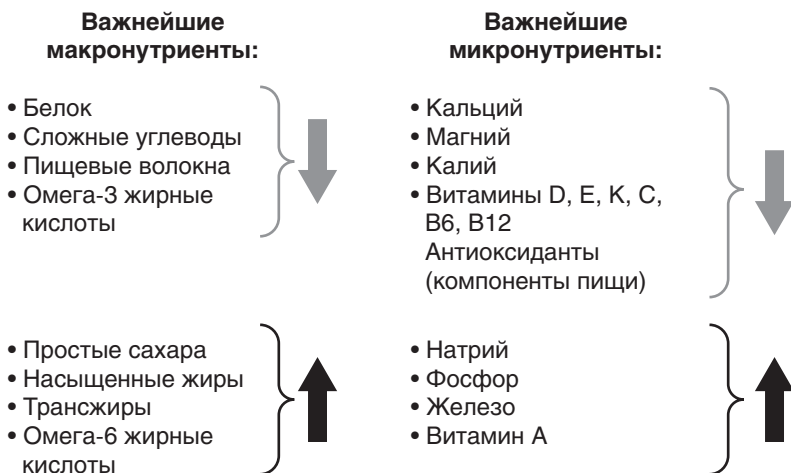 Важнейшие
макронутриенты:
• Белок
• Сложные углеводы
• Пищевые волокна
• Омега-3 жирные
кислоты
• Простые сахара
• Насыщенные жиры
• Трансжиры
• Омега-6 жирные
кислоты
Важнейшие
микронутриенты:
• Кальций
• Магний
• Калий
• Витамины D, E, K, C,
B6, B12
Антиоксиданты
(компоненты пищи)
• Натрий
• Фосфор
• Железо
• Витамин А